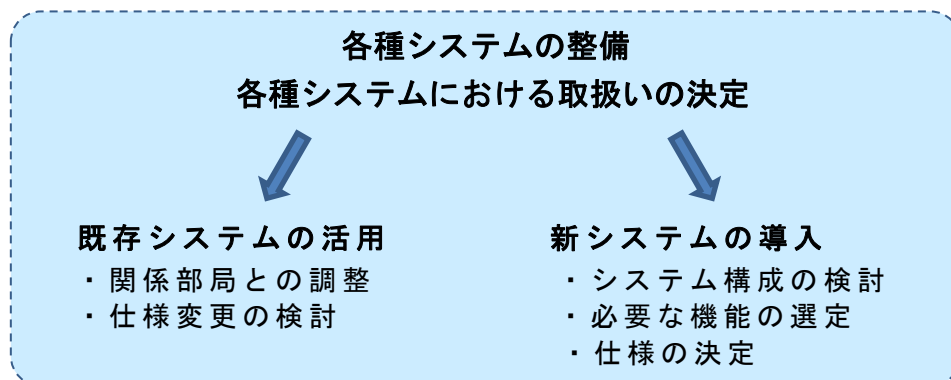 各種システムの整備
各種システムにおける取扱いの決定
既存システムの活用
・関係部局との調整
・仕様変更の検討
新システムの導入
・システム構成の検討
・必要な機能の選定
・仕様の決定